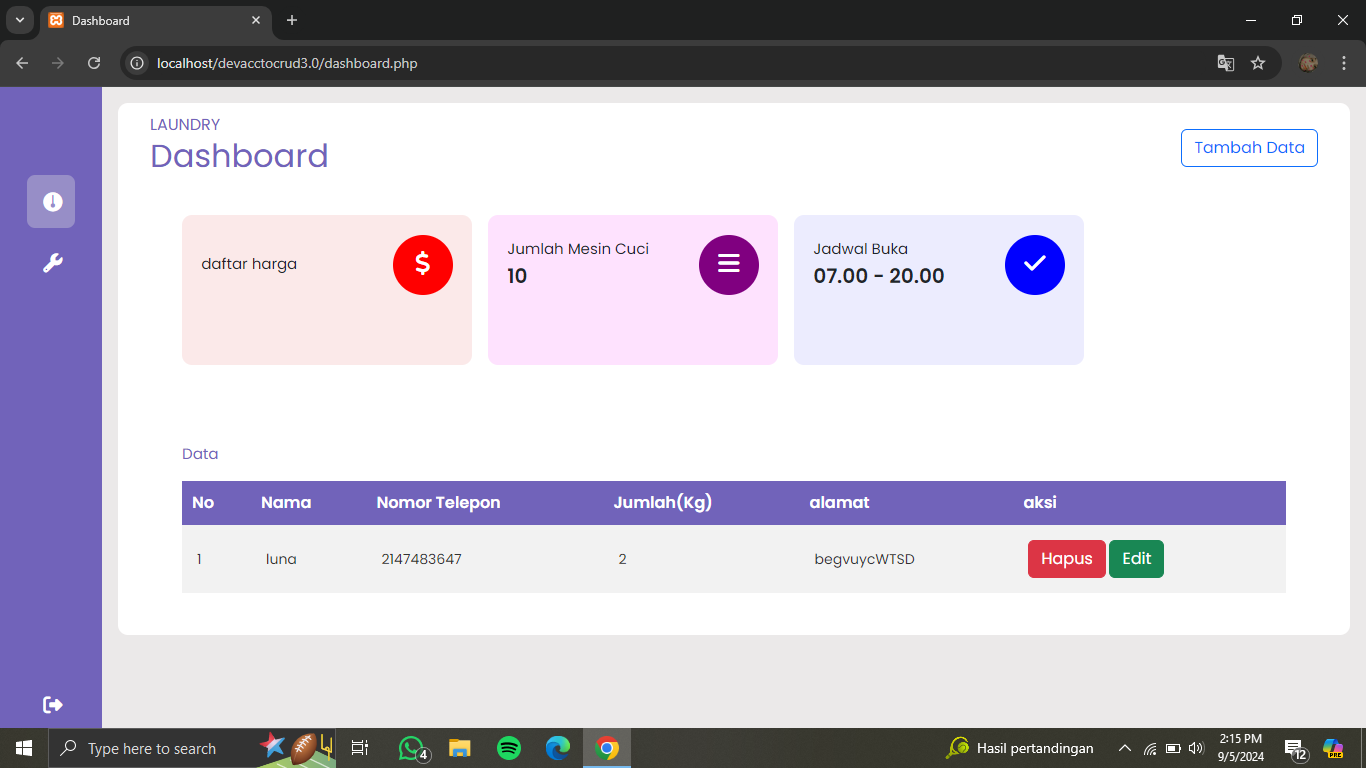 Dashboard
localhost/devacctocrud3.0/dashboard.php
LAUNDRY
Dashboard
Tambah Data
daftar harga
$
Jumlah Mesin Cuci
10
Jadwal Buka
07.00 - 20.00
Data
No Nama Nomor Telepon Jumlah(Kg) alamat aksi
1 luna 2147483647 2 begvuycWTSD Hapus Edit
Type here to search
4
Hasil pertandingan
2:15 PM
9/5/2024
12
PRE